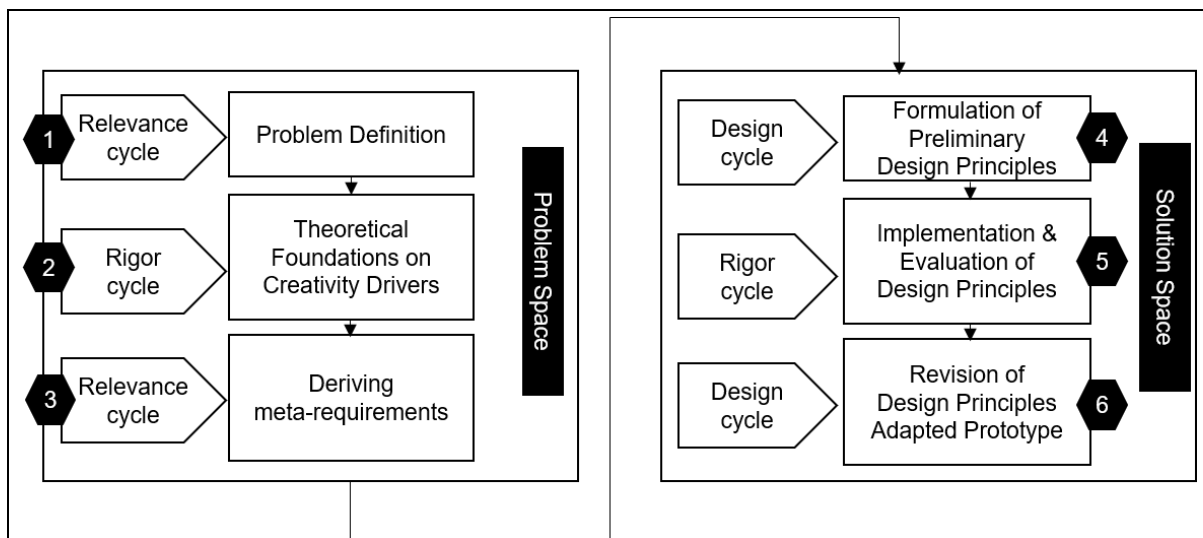 1
Relevance
cycle
Problem Definition
2
Rigor
cycle
Theoretical
Foundations on
Creativity Drivers
3
Relevance
cycle
Deriving
meta-requirements
Problem Space
Design
cycle
Formulation of
Preliminary
Design Principles
4
Rigor
cycle
Implementation &
Evaluation of
Design Principles
5
Design
cycle
Revision of
Design Principles
Adapted Prototype
6
Solution Space